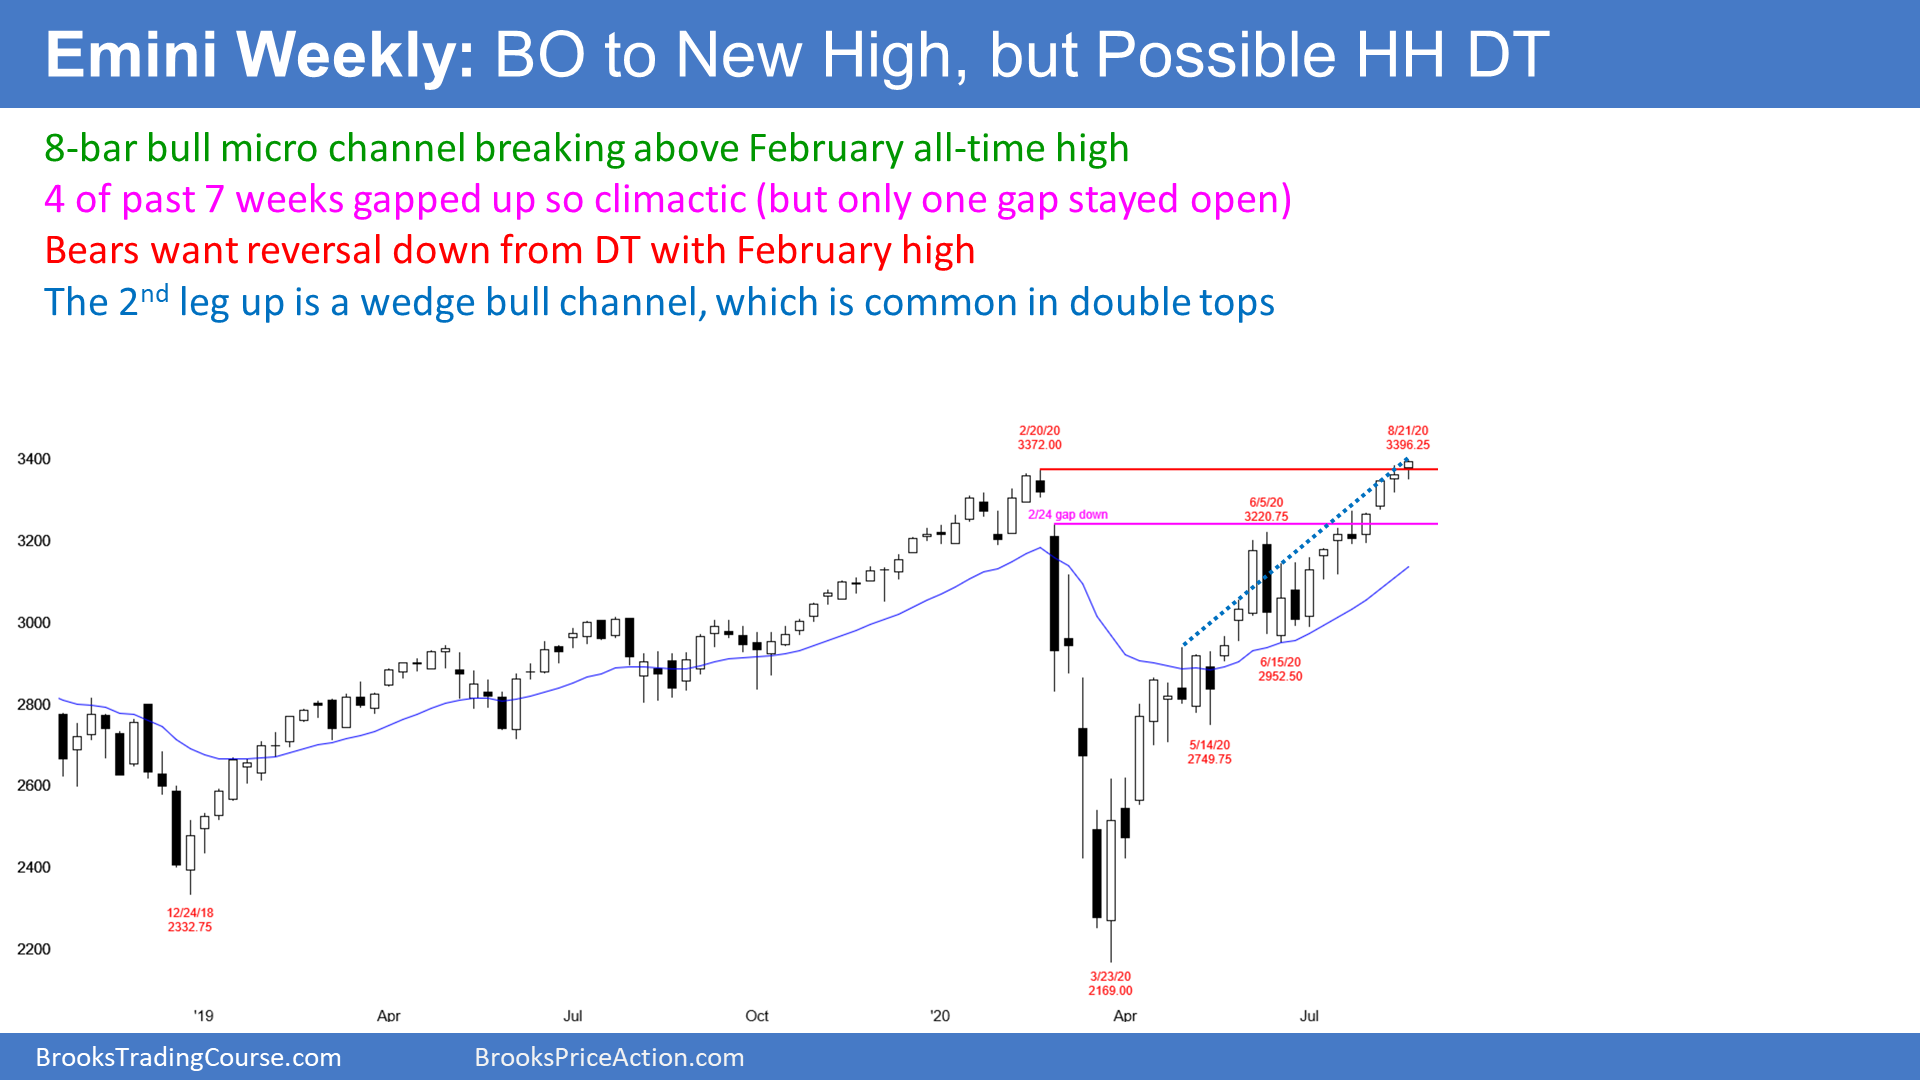 Emini Weekly: BO to New High, but Possible HH DT
8-bar bull micro channel breaking above February all-time high
4 of past 7 weeks gapped up so climactic (but only one gap stayed open)
Bears want reversal down from DT with February high
The 2nd leg up is a wedge bull channel, which is common in double tops
2/20/20
3372.00
8/21/20
3396.25
3400
6/5/20
3220.75
2/24 gap down
3200
3000
6/15/20
2952.50
2800
5/14/20
2749.75
2600
2400
12/24/18
2332.75
2200
3/23/20
2169.00
'19 Apr Jul Oct '20 Apr Jul
BrooksTradingCourse.com BrooksPriceAction.com